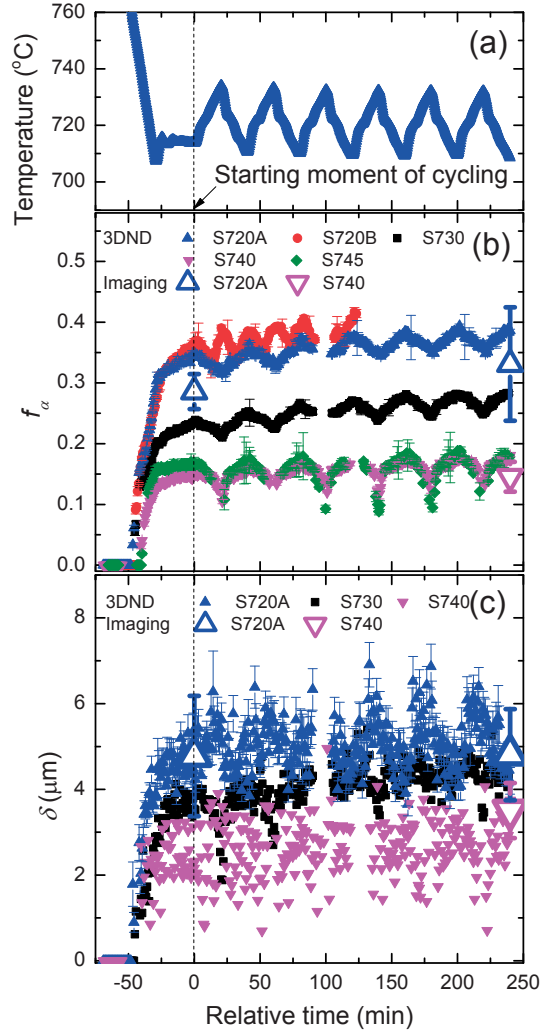 760
(a)
740
720
700
Temperature (°C)
Starting moment of cycling
(b)
3DND S720A S720B S730
S740 S745
Imaging S720A S740
0.5
0.4
0.3
0.2
0.1
0.0
fα
(c)
3DND S720A S730 S740
Imaging S720A S740
8
6
4
2
0
δ (μm)
-50 0 50 100 150 200 250
Relative time (min)